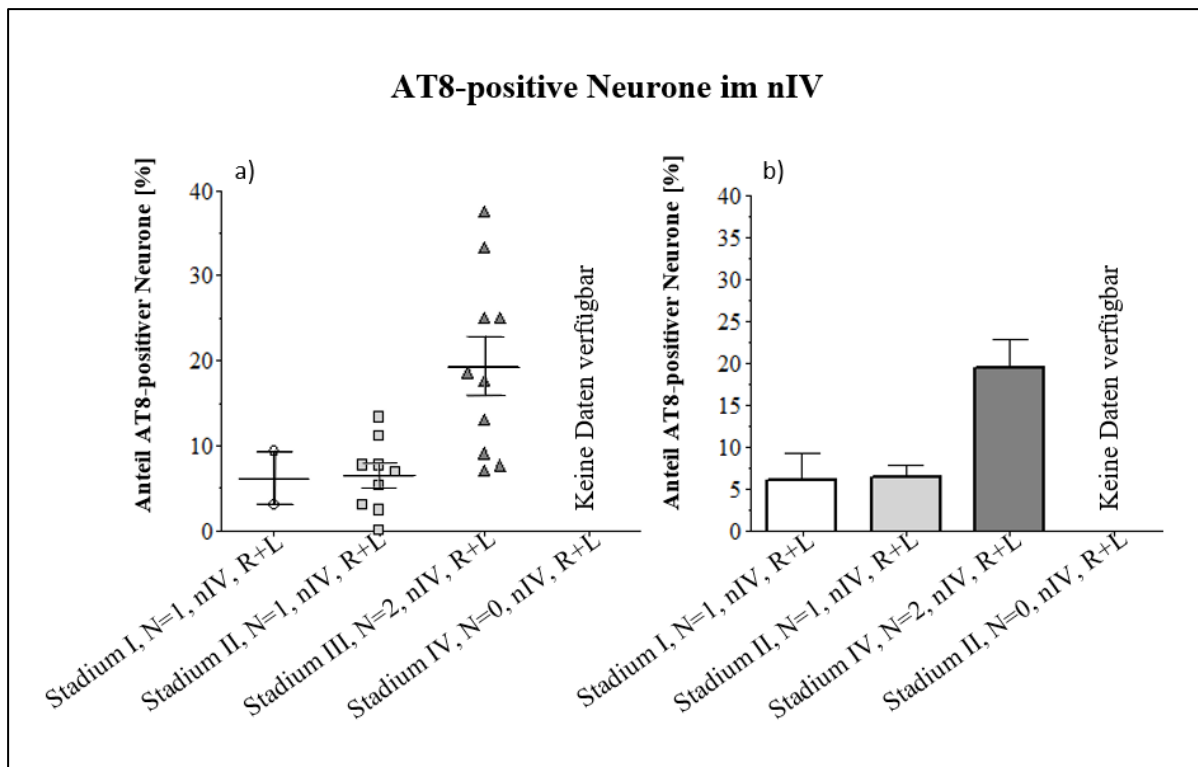 AT8-positive Neurone im nIV
a)
Anteil AT8-positiver Neurone [%]
40
30
20
10
0
Keine Daten verfügbar
Stadium I, N=1, nIV, R+L
Stadium II, N=1, nIV, R+L
Stadium III, N=2, nIV, R+L
Stadium IV, N=0, nIV, R+L
b)
Anteil AT8-positiver Neurone [%]
40
35
30
25
20
15
10
5
0
Keine Daten verfügbar
Stadium I, N=1, nIV, R+L
Stadium II, N=1, nIV, R+L
Stadium IV, N=2, nIV, R+L
Stadium II, N=0, nIV, R+L